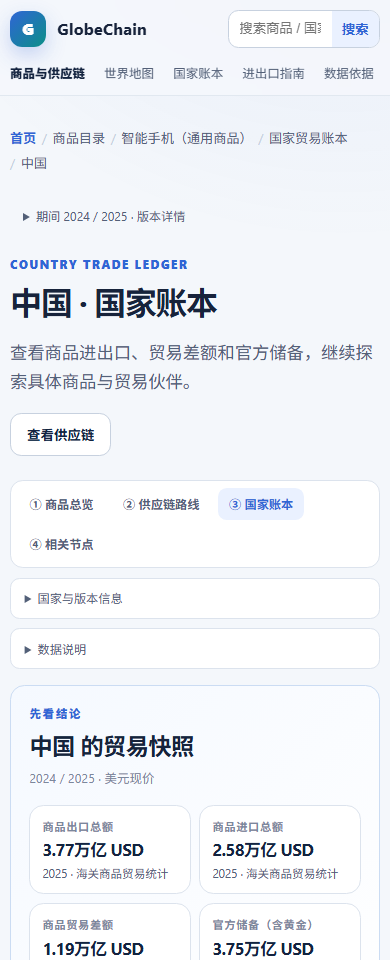 G GlobeChain 搜索商品 / 国 搜索
商品与供应链 世界地图 国家账本 进出口指南 数据依据
首页 / 商品目录 / 智能手机（通用商品） / 国家贸易账本
/ 中国
▶ 期间 2024 / 2025 · 版本详情
COUNTRY TRADE LEDGER
中国 · 国家账本
查看商品进出口、贸易差额和官方储备，继续探
索具体商品与贸易伙伴。
查看供应链
① 商品总览 ② 供应链路线 ③ 国家账本
④ 相关节点
▶ 国家与版本信息
▶ 数据说明
先看结论
中国 的贸易快照
2024 / 2025 · 美元现价
商品出口总额 商品进口总额
3.77万亿 USD 2.58万亿 USD
2025 · 海关商品贸易统计 2025 · 海关商品贸易统计
商品贸易差额 官方储备（含黄金）
1.19万亿 USD 3.75万亿 USD